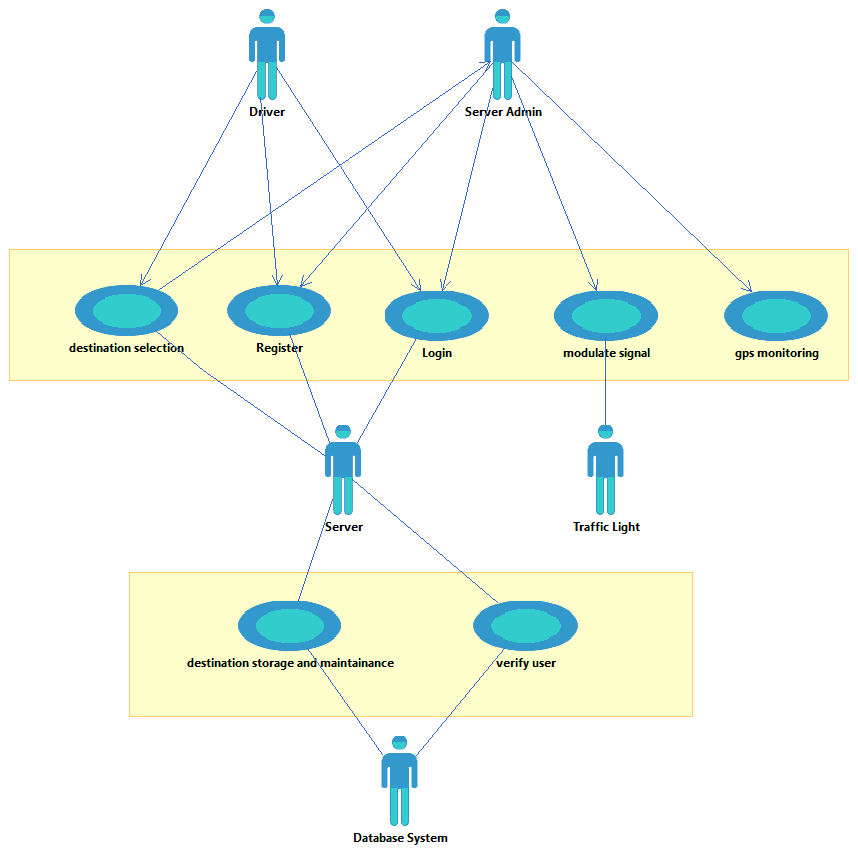 Driver
Server Admin
destination selection
Register
Login
modulate signal
gps monitoring
Server
Traffic Light
destination storage and maintainance
verify user
Database System